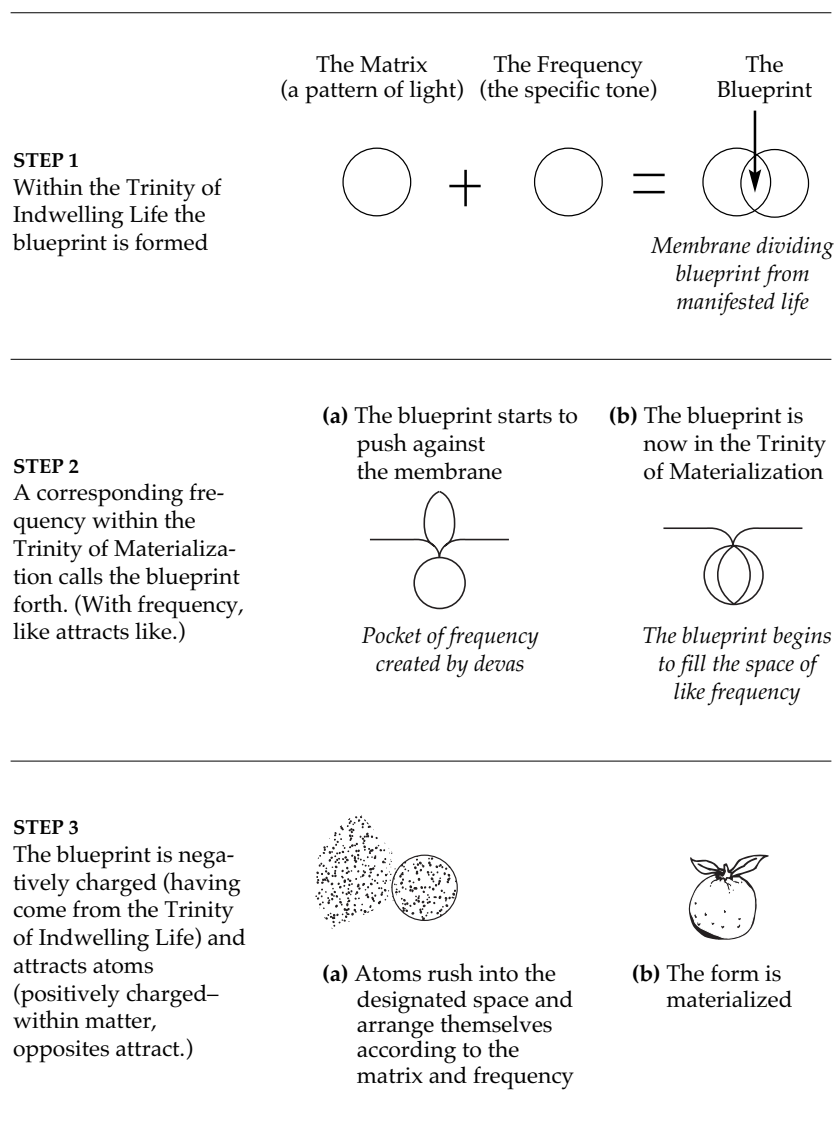 The Matrix
(a pattern of light)
The Frequency
(the specific tone)
The
Blueprint
STEP 1
Within the Trinity of
Indwelling Life the
blueprint is formed
+
=
Membrane dividing
blueprint from
manifested life
STEP 2
A corresponding fre-
quency within the
Trinity of Materializa-
tion calls the blueprint
forth. (With frequency,
like attracts like.)
(a) The blueprint starts to
push against
the membrane
Pocket of frequency
created by devas
(b) The blueprint is
now in the Trinity
of Materialization
The blueprint begins
to fill the space of
like frequency
STEP 3
The blueprint is nega-
tively charged (having
come from the Trinity
of Indwelling Life) and
attracts atoms
(positively charged–
within matter,
opposites attract.)
(a) Atoms rush into the
designated space and
arrange themselves
according to the
matrix and frequency
(b) The form is
materialized